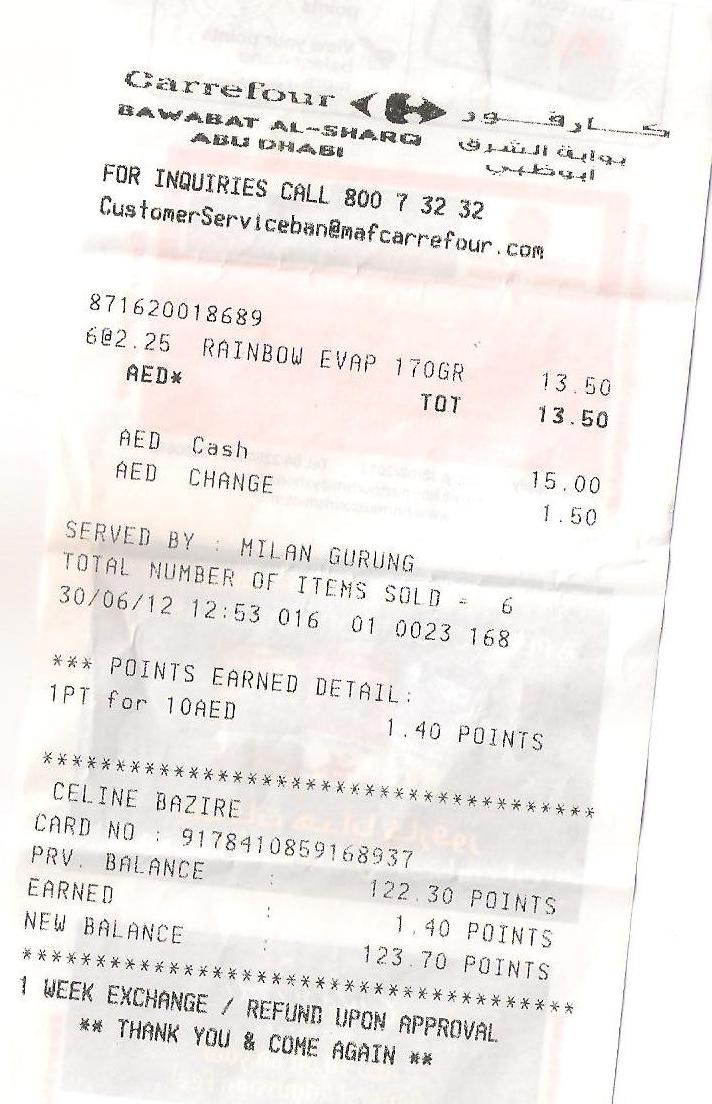 Carrefour كارفور
BAWABAT AL-SHARQ بوابة الشرق
ABU DHABI ابوظبي
FOR INQUIRIES CALL 800 7 32 32
CustomerServiceban@mafcarrefour.com
871620018689
6@2.25 RAINBOW EVAP 170GR 13.50
AED* TOT 13.50
AED Cash 15.00
AED CHANGE 1.50
SERVED BY : MILAN GURUNG
TOTAL NUMBER OF ITEMS SOLD = 6
30/06/12 12:53 016 01 0023 168
*** POINTS EARNED DETAIL:
1PT for 10AED 1.40 POINTS
**************************************
CELINE BAZIRE
CARD NO : 9178410859168937
PRV. BALANCE : 122.30 POINTS
EARNED : 1.40 POINTS
NEW BALANCE : 123.70 POINTS
**************************************
1 WEEK EXCHANGE / REFUND UPON APPROVAL
** THANK YOU & COME AGAIN **